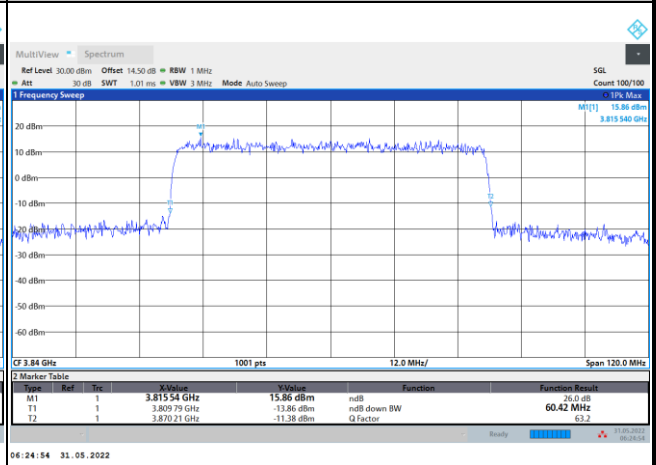 MultiView Spectrum
Ref Level 30.00 dBm Offset 14.50 dB RBW 1 MHz SGL
Att 30 dB SWT 1.01 ms VBW 3 MHz Mode Auto Sweep Count 100/100
1 Frequency Sweep 1Pk Max
M1[1] 15.86 dBm
3.815 540 GHz
M1
20 dBm
10 dBm
0 dBm
-10 dBm
T1 T2
-20 dBm
-30 dBm
-40 dBm
-50 dBm
-60 dBm
CF 3.84 GHz 1001 pts 12.0 MHz/ Span 120.0 MHz
2 Marker Table
Type Ref Trc X-Value Y-Value Function Function Result
M1 1 3.815 54 GHz 15.86 dBm ndB 26.0 dB
T1 1 3.809 79 GHz -13.86 dBm ndB down BW 60.42 MHz
T2 1 3.870 21 GHz -11.38 dBm Q Factor 63.2
Ready 31.05.2022
06:24:54
06:24:54 31.05.2022